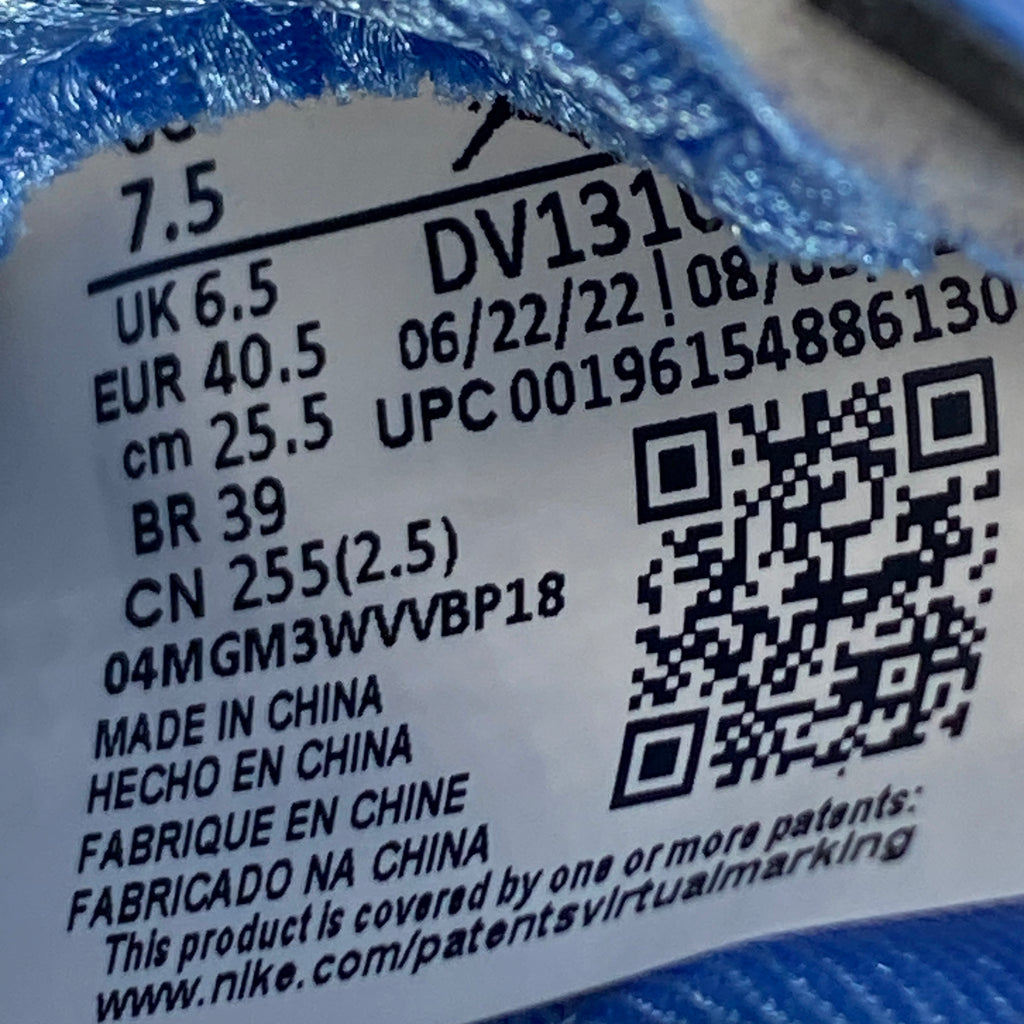 7.5
UK 6.5
EUR 40.5
cm 25.5
BR 39
CN 255(2.5)
04MGM3WVVBP18
DV131
06/22/22 | 08/
UPC 00196154886130
MADE IN CHINA
HECHO EN CHINA
FABRIQUE EN CHINE
FABRICADO NA CHINA
This product is covered by one or more patents:
www.nike.com/patentsvirtualmarking